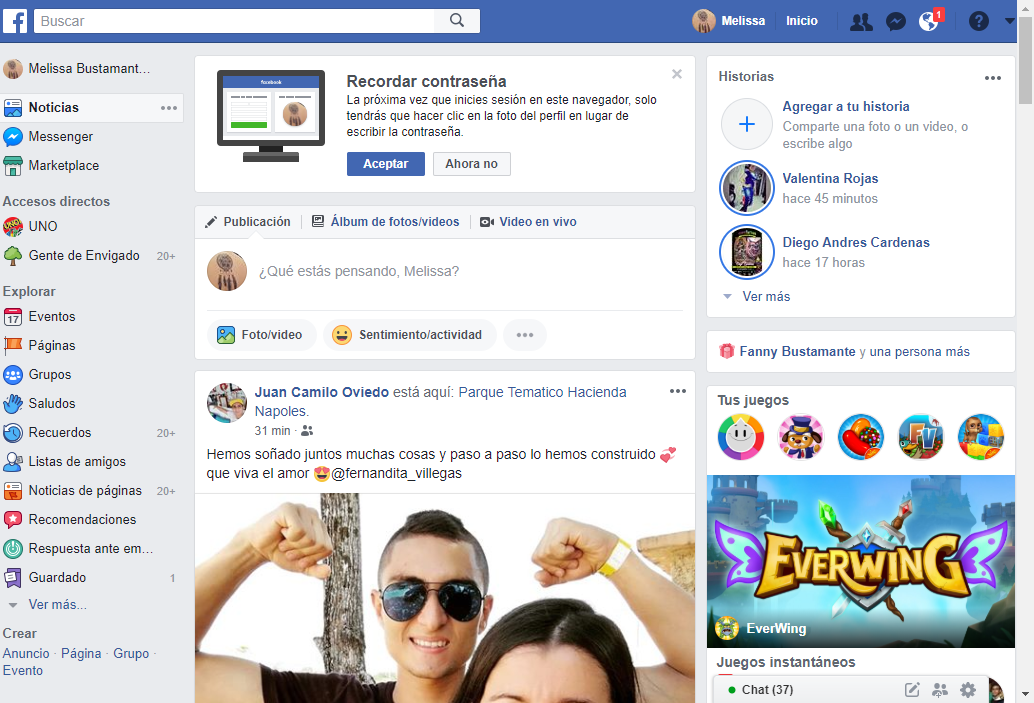 Buscar
Melissa
Inicio
1
Melissa Bustamant...
Noticias
Messenger
Marketplace
Accesos directos
UNO
Gente de Envigado 20+
Explorar
17 Eventos
Páginas
Grupos
Saludos
Recuerdos 20+
Listas de amigos
Noticias de páginas 20+
Recomendaciones
Respuesta ante em...
Guardado 1
Ver más...
Crear
Anuncio · Página · Grupo ·
Evento
facebook
Recordar contraseña
La próxima vez que inicies sesión en este navegador, solo
tendrás que hacer clic en la foto del perfil en lugar de
escribir la contraseña.
Aceptar
Ahora no
Publicación
Álbum de fotos/videos
Video en vivo
¿Qué estás pensando, Melissa?
Foto/video
Sentimiento/actividad
Juan Camilo Oviedo está aquí: Parque Tematico Hacienda
Napoles.
31 min ·
Hemos soñado juntos muchas cosas y paso a paso lo hemos construido 💞
que viva el amor 😍@fernandita_villegas
Historias
Agregar a tu historia
Comparte una foto o un video, o
escribe algo
Valentina Rojas
hace 45 minutos
Diego Andres Cardenas
hace 17 horas
Ver más
Fanny Bustamante y una persona más
Tus juegos
FV
EVERWING
EverWing
Juegos instantáneos
Chat (37)